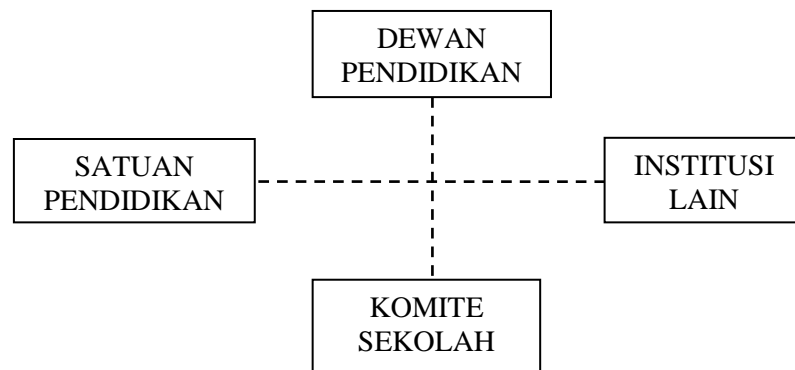 DEWAN
PENDIDIKAN
SATUAN
PENDIDIKAN
INSTITUSI
LAIN
KOMITE
SEKOLAH